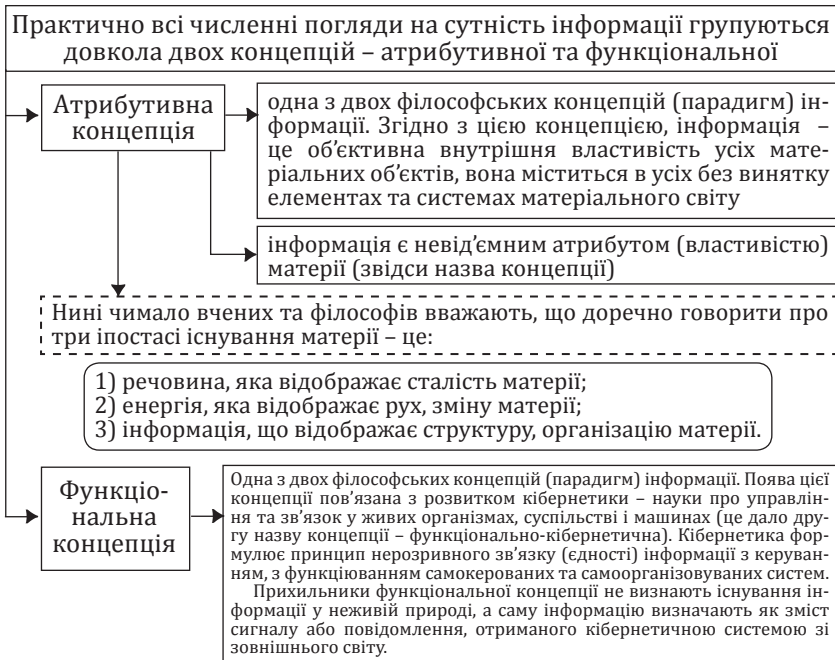 Практично всі численні погляди на сутність інформації групуються
довкола двох концепцій – атрибутивної та функціональної
Атрибутивна
концепція
одна з двох філософських концепцій (парадигм) ін-
формації. Згідно з цією концепцією, інформація –
це об’єктивна внутрішня властивість усіх мате-
ріальних об’єктів, вона міститься в усіх без винятку
елементах та системах матеріального світу
інформація є невід’ємним атрибутом (властивістю)
матерії (звідси назва концепції)
Нині чимало вчених та філософів вважають, що доречно говорити про
три іпостасі існування матерії – це:
1) речовина, яка відображає сталість матерії;
2) енергія, яка відображає рух, зміну матерії;
3) інформація, що відображає структуру, організацію матерії.
Функціо-
нальна
концепція
Одна з двох філософських концепцій (парадигм) інформації. Поява цієї
концепції пов’язана з розвитком кібернетики – науки про управлін-
ня та зв’язок у живих організмах, суспільстві і машинах (це дало дру-
гу назву концепції – функціонально-кібернетична). Кібернетика фор-
мулює принцип нерозривного зв’язку (єдності) інформації з керуван-
ням, з функціюванням самокерованих та самоорганізовуваних систем.
Прихильники функціональної концепції не визнають існування ін-
формації у неживій природі, а саму інформацію визначають як зміст
сигналу або повідомлення, отриманого кібернетичною системою зі
зовнішнього світу.